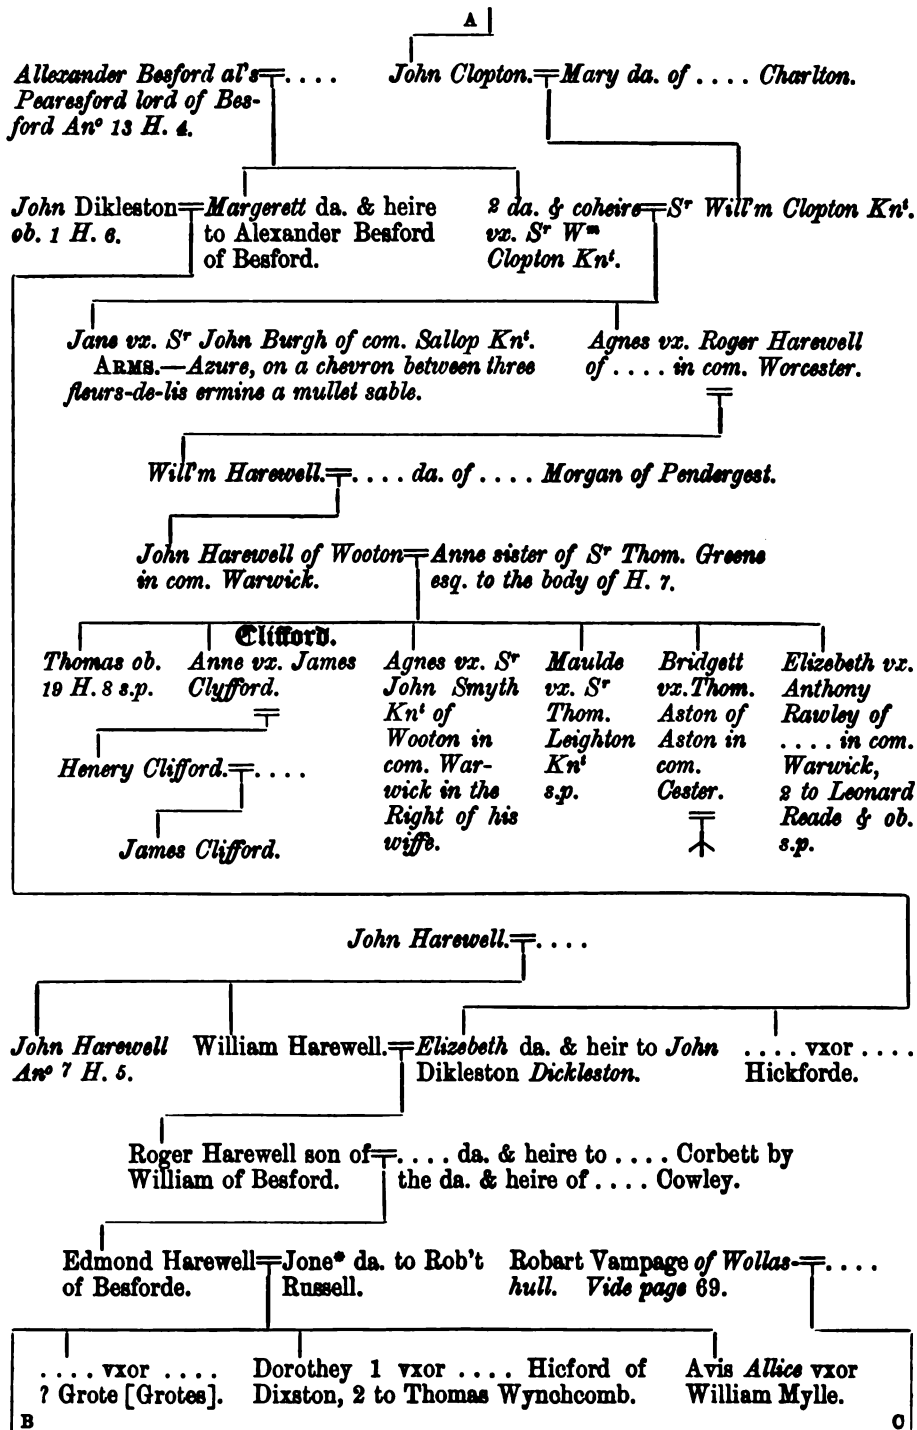 A
Allexander Besford al's=. . . .
Pearesford lord of Bes-
ford Anº 13 H. 4.
John Clopton.=Mary da. of . . . . Charlton.
John Dikleston=Margerett da. & heire
ob. 1 H. 6.
to Alexander Besford
of Besford.
2 da. & coheire=Sʳ Will'm Clopton Knᵗ.
vx. Sʳ Wᵐ
Clopton Knᵗ.
Jane vx. Sʳ John Burgh of com. Sallop Knᵗ.
ARMS.—Azure, on a chevron between three
fleurs-de-lis ermine a mullet sable.
Agnes vx. Roger Harewell
of . . . . in com. Worcester.
Will'm Harewell.=. . . . da. of . . . . Morgan of Pendergest.
John Harewell of Wooton=Anne sister of Sʳ Thom. Greene
in com. Warwick.
esq. to the body of H. 7.
Clifford.
Thomas ob.
19 H. 8 s.p.
Anne vx. James
Clyfford.
Henery Clifford.=. . . .
James Clifford.
Agnes vx. Sʳ
John Smyth
Knᵗ of
Wooton in
com. War-
wick in the
Right of his
wiffe.
Maulde
vx. Sʳ
Thom.
Leighton
Knᵗ
s.p.
Bridgett
vx. Thom.
Aston of
Aston in
com.
Cester.
Elizebeth vx.
Anthony
Rawley of
. . . . in com.
Warwick,
2 to Leonard
Reade & ob.
s.p.
John Harewell.=. . . .
John Harewell
Anº 7 H. 5.
William Harewell.=Elizebeth da. & heir to John
Dikleston Dickleston.
. . . . vxor . . . .
Hickforde.
Roger Harewell son of=. . . . da. & heire to . . . . Corbett by
William of Besford.
the da. & heire of . . . . Cowley.
Edmond Harewell=Jone* da. to Rob't
of Besforde.
Russell.
Robart Vampage of Wollas-=. . . .
hull. Vide page 69.
. . . . vxor . . . .
? Grote [Grotes].
Dorothey 1 vxor . . . . Hicford of
Dixston, 2 to Thomas Wynchcomb.
Avis Allice vxor
William Mylle.
B
C